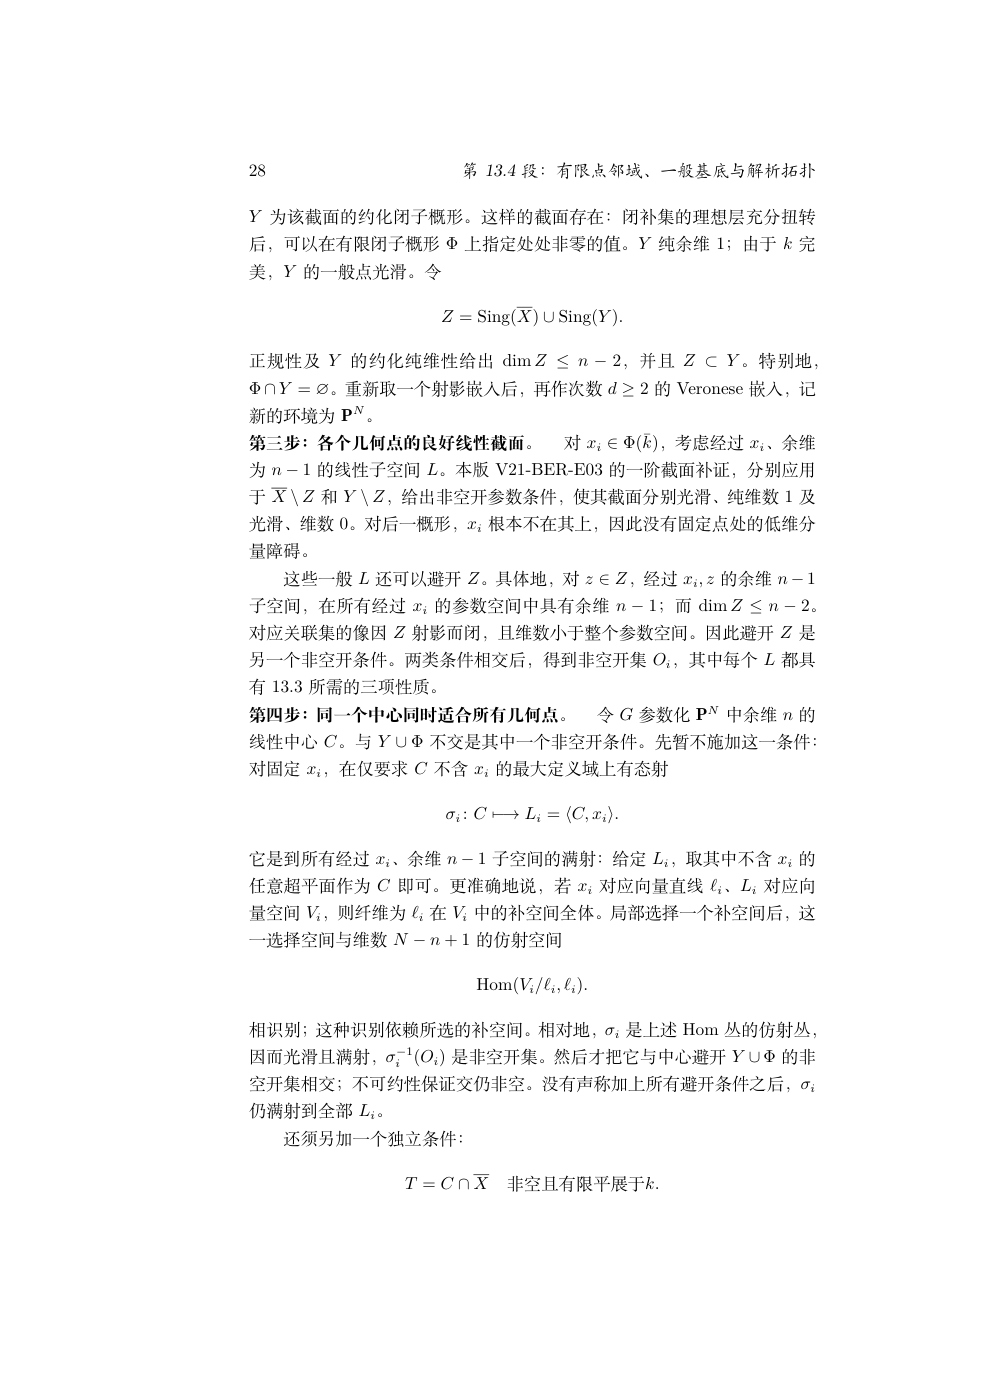 28 第 13.4 段：有限点邻域、一般基底与解析拓扑
Y 为该截面的约化闭子概形。这样的截面存在：闭补集的理想层充分扭转
后，可以在有限闭子概形 Φ 上指定处处非零的值。Y 纯余维 1；由于 k 完
美，Y 的一般点光滑。令
Z = Sing(X̅) ∪ Sing(Y).
正规性及 Y 的约化纯维性给出 dim Z ≤ n − 2，并且 Z ⊂ Y。特别地，
Φ ∩ Y = ∅。重新取一个射影嵌入后，再作次数 d ≥ 2 的 Veronese 嵌入，记
新的环境为 P^N。
第三步：各个几何点的良好线性截面。 对 x_i ∈ Φ(k̄)，考虑经过 x_i、余维
为 n − 1 的线性子空间 L。本版 V21-BER-E03 的一阶截面补证，分别应用
于 X̅ \ Z 和 Y \ Z，给出非空开参数条件，使其截面分别光滑、纯维数 1 及
光滑、维数 0。对后一概形，x_i 根本不在其上，因此没有固定点处的低维分
量障碍。
这些一般 L 还可以避开 Z。具体地，对 z ∈ Z，经过 x_i, z 的余维 n − 1
子空间，在所有经过 x_i 的参数空间中具有余维 n − 1；而 dim Z ≤ n − 2。
对应关联集的像因 Z 射影而闭，且维数小于整个参数空间。因此避开 Z 是
另一个非空开条件。两类条件相交后，得到非空开集 O_i，其中每个 L 都具
有 13.3 所需的三项性质。
第四步：同一个中心同时适合所有几何点。 令 G 参数化 P^N 中余维 n 的
线性中心 C。与 Y ∪ Φ 不交是其中一个非空开条件。先暂不施加这一条件：
对固定 x_i，在仅要求 C 不含 x_i 的最大定义域上有态射
σ_i : C ⟼ L_i = ⟨C, x_i⟩.
它是到所有经过 x_i、余维 n − 1 子空间的满射：给定 L_i，取其中不含 x_i 的
任意超平面作为 C 即可。更准确地说，若 x_i 对应向量直线 ℓ_i、L_i 对应向
量空间 V_i，则纤维为 ℓ_i 在 V_i 中的补空间全体。局部选择一个补空间后，这
一选择空间与维数 N − n + 1 的仿射空间
Hom(V_i/ℓ_i, ℓ_i).
相识别；这种识别依赖所选的补空间。相对地，σ_i 是上述 Hom 丛的仿射丛，
因而光滑且满射，σ_i^{−1}(O_i) 是非空开集。然后才把它与中心避开 Y ∪ Φ 的非
空开集相交；不可约性保证交仍非空。没有声称加上所有避开条件之后，σ_i
仍满射到全部 L_i。
还须另加一个独立条件：
T = C ∩ X̅ 非空且有限平展于k.